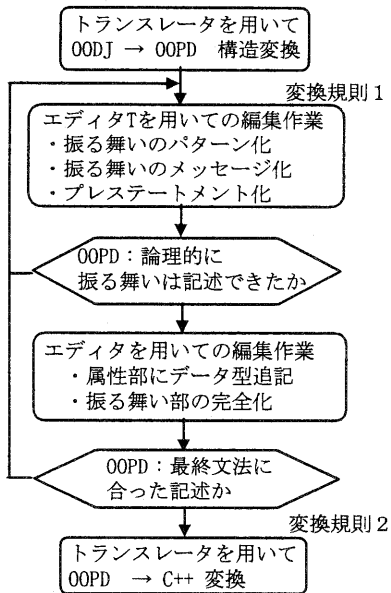 トランスレータを用いて
OODJ → OOPD 構造変換
変換規則1
エディタTを用いての編集作業
・振る舞いのパターン化
・振る舞いのメッセージ化
・プレステートメント化
OOPD：論理的に
振る舞いは記述できたか
エディタを用いての編集作業
・属性部にデータ型追記
・振る舞い部の完全化
OOPD：最終文法に
合った記述か
変換規則2
トランスレータを用いて
OOPD → C++ 変換